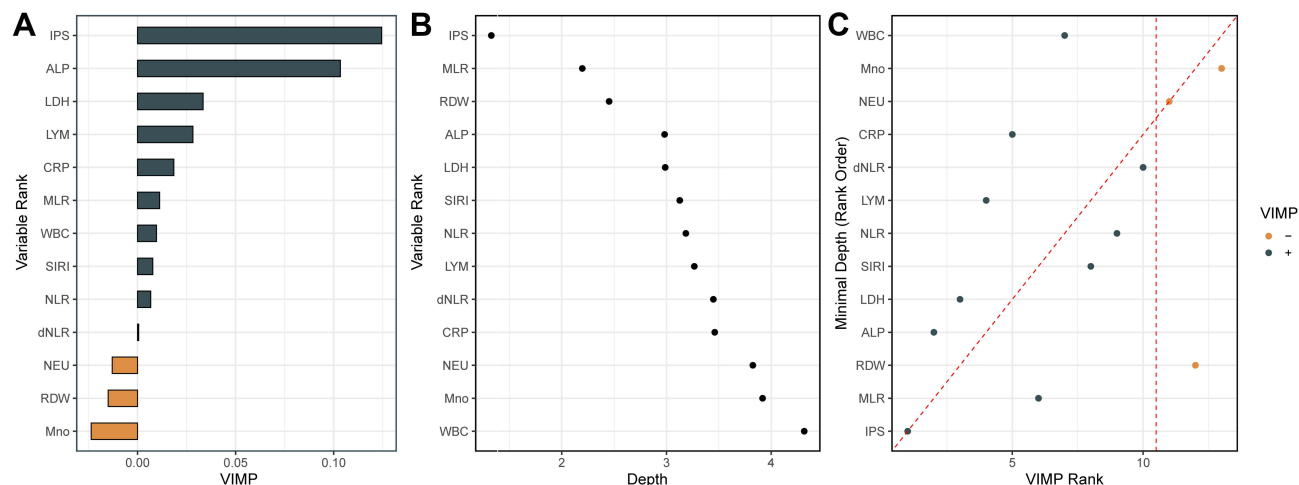 A
Variable Rank
IPS
ALP
LDH
LYM
CRP
MLR
WBC
SIRI
NLR
dNLR
NEU
RDW
Mno
0.00 0.05 0.10
VIMP
B
Variable Rank
IPS
MLR
RDW
ALP
LDH
SIRI
NLR
LYM
dNLR
CRP
NEU
Mno
WBC
2 3 4
Depth
C
Minimal Depth (Rank Order)
WBC
Mno
NEU
CRP
dNLR
LYM
NLR
SIRI
LDH
ALP
RDW
MLR
IPS
5 10
VIMP Rank
VIMP
−
+